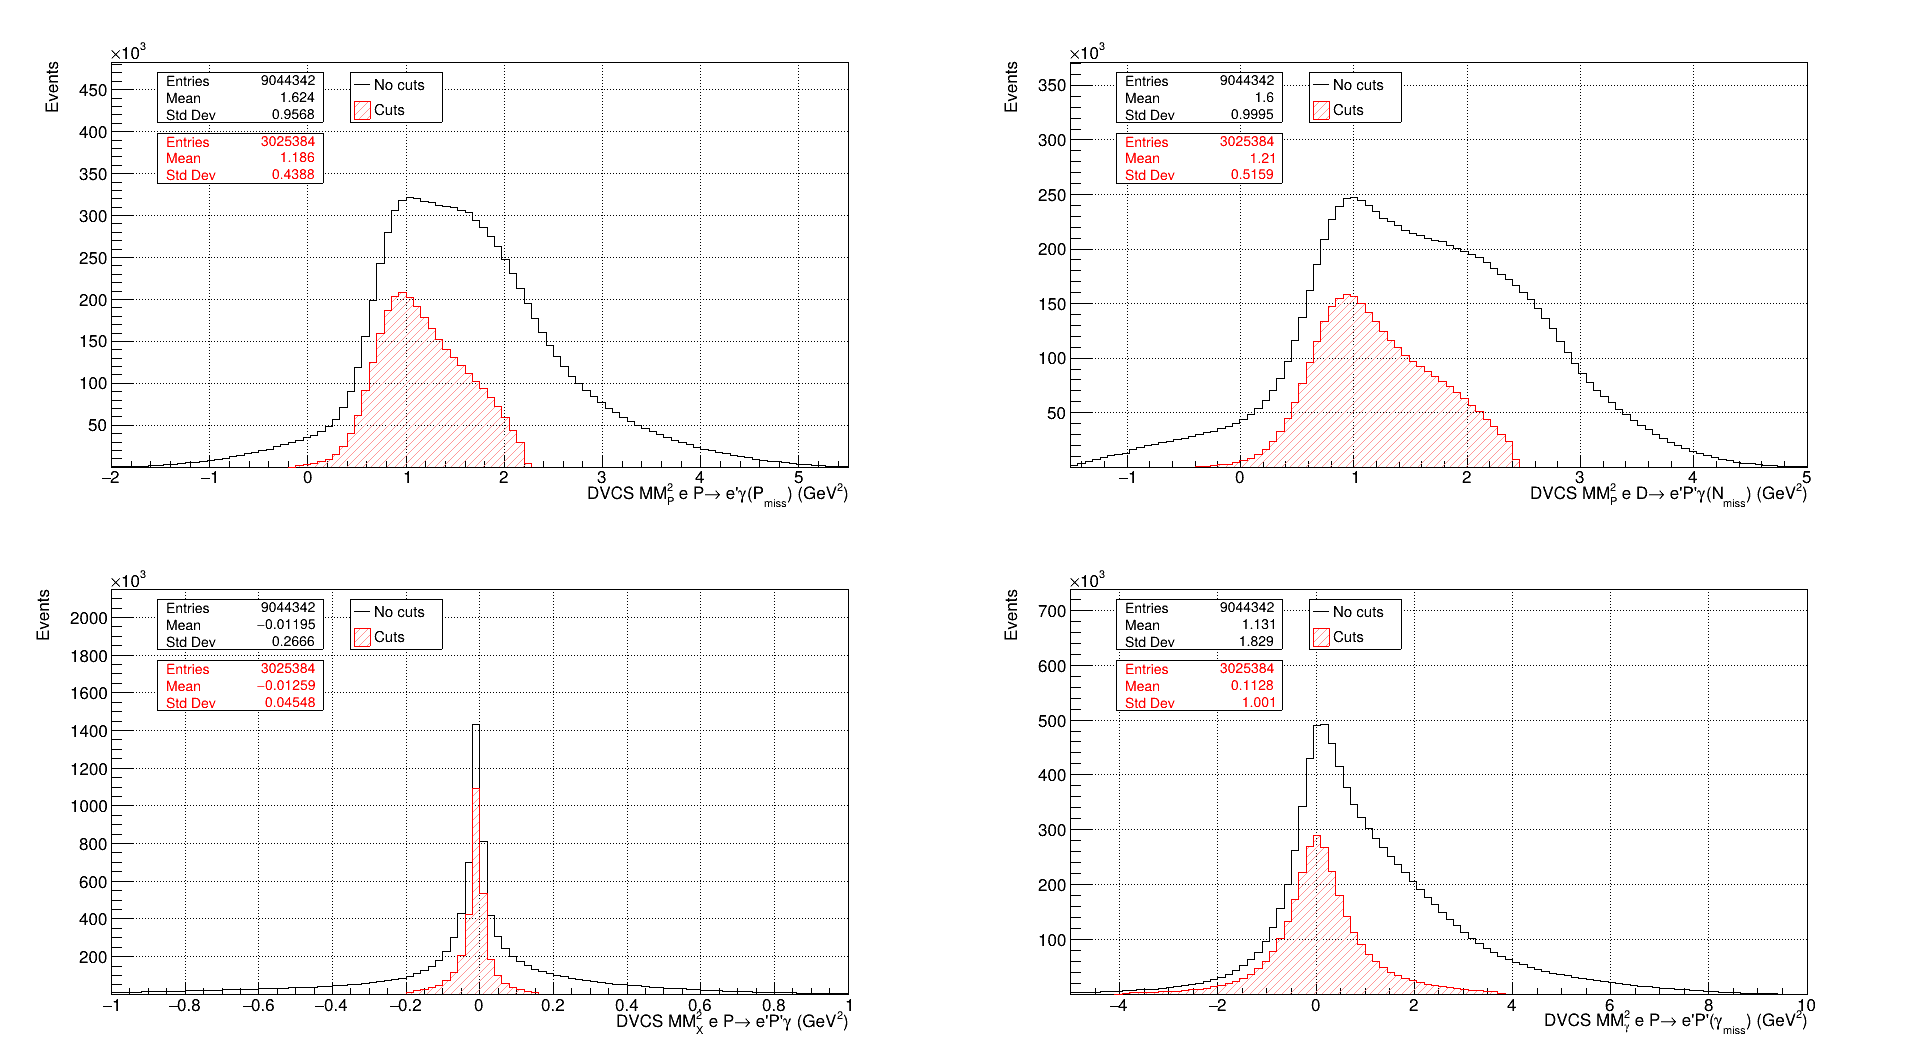 ×10³
Events
Entries 9044342
Mean 1.624
Std Dev 0.9568
Entries 3025384
Mean 1.186
Std Dev 0.4388
No cuts
Cuts
450
400
350
300
250
200
150
100
50
−2 −1 0 1 2 3 4 5
DVCS MM²_P e P→ e'γ(P_miss) (GeV²)
×10³
Events
Entries 9044342
Mean 1.6
Std Dev 0.9995
Entries 3025384
Mean 1.21
Std Dev 0.5159
No cuts
Cuts
350
300
250
200
150
100
50
−1 0 1 2 3 4 5
DVCS MM²_P e D→ e'P'γ(N_miss) (GeV²)
×10³
Events
Entries 9044342
Mean −0.01195
Std Dev 0.2666
Entries 3025384
Mean −0.01259
Std Dev 0.04548
No cuts
Cuts
2000
1800
1600
1400
1200
1000
800
600
400
200
−1 −0.8 −0.6 −0.4 −0.2 0 0.2 0.4 0.6 0.8 1
DVCS MM²_X e P→ e'P'γ (GeV²)
×10³
Events
Entries 9044342
Mean 1.131
Std Dev 1.829
Entries 3025384
Mean 0.1128
Std Dev 1.001
No cuts
Cuts
700
600
500
400
300
200
100
−4 −2 0 2 4 6 8 10
DVCS MM²_γ e P→ e'P'(γ_miss) (GeV²)